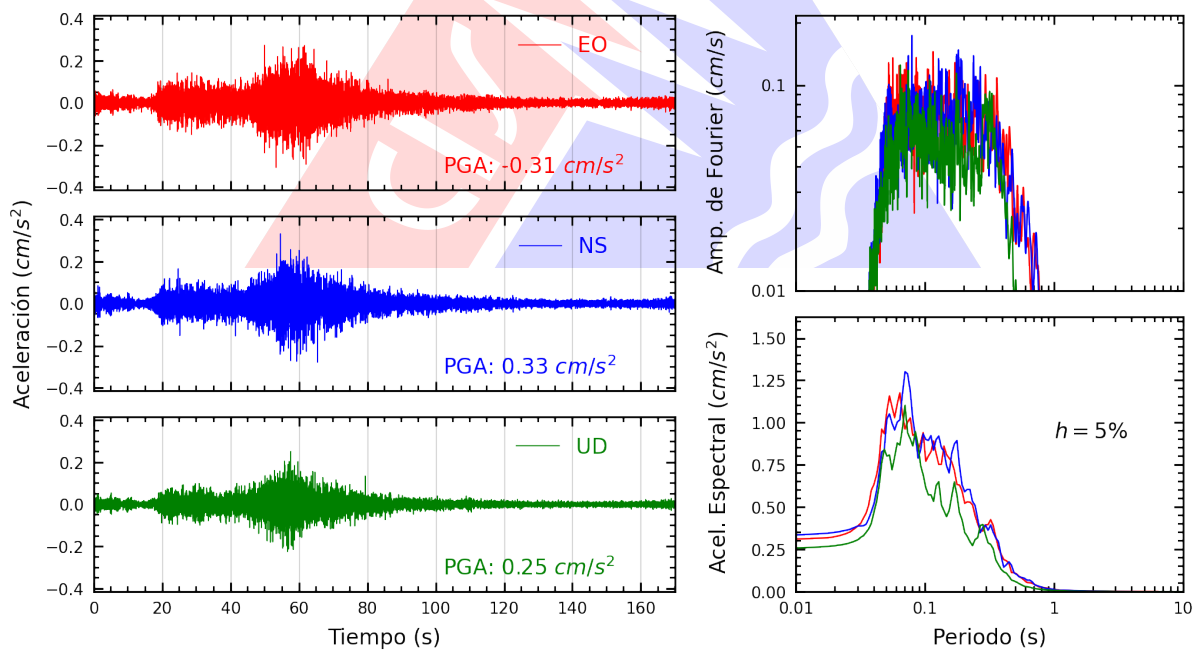 Aceleración (cm/s²)
0.4
0.2
0.0
−0.2
−0.4
EO
PGA: -0.31 cm/s²
0.4
0.2
0.0
−0.2
−0.4
NS
PGA: 0.33 cm/s²
0.4
0.2
0.0
−0.2
−0.4
UD
PGA: 0.25 cm/s²
0 20 40 60 80 100 120 140 160
Tiempo (s)
Amp. de Fourier (cm/s)
0.1
0.01
Acel. Espectral (cm/s²)
1.50
1.25
1.00
0.75
0.50
0.25
0.00
h = 5%
0.01 0.1 1 10
Periodo (s)